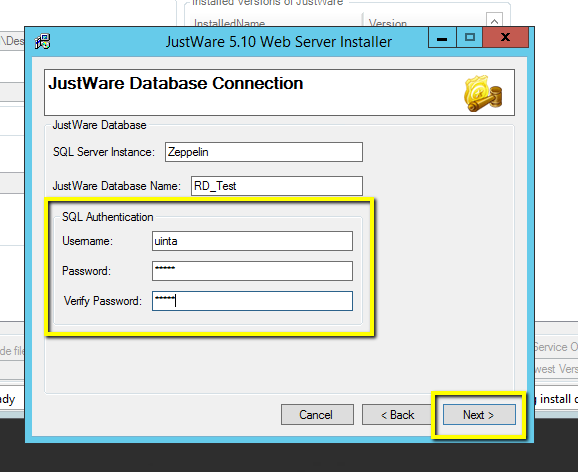 Installed Versions of JustWare
InstalledName Version
\Des
JustWare 5.10 Web Server Installer
JustWare Database Connection
JustWare Database
SQL Server Instance: Zeppelin
JustWare Database Name: RD_Test
SQL Authentication
Username: uinta
Password: *****
Verify Password: *****
de file
Service O
west Vers
Cancel < Back Next >
ady
g install c